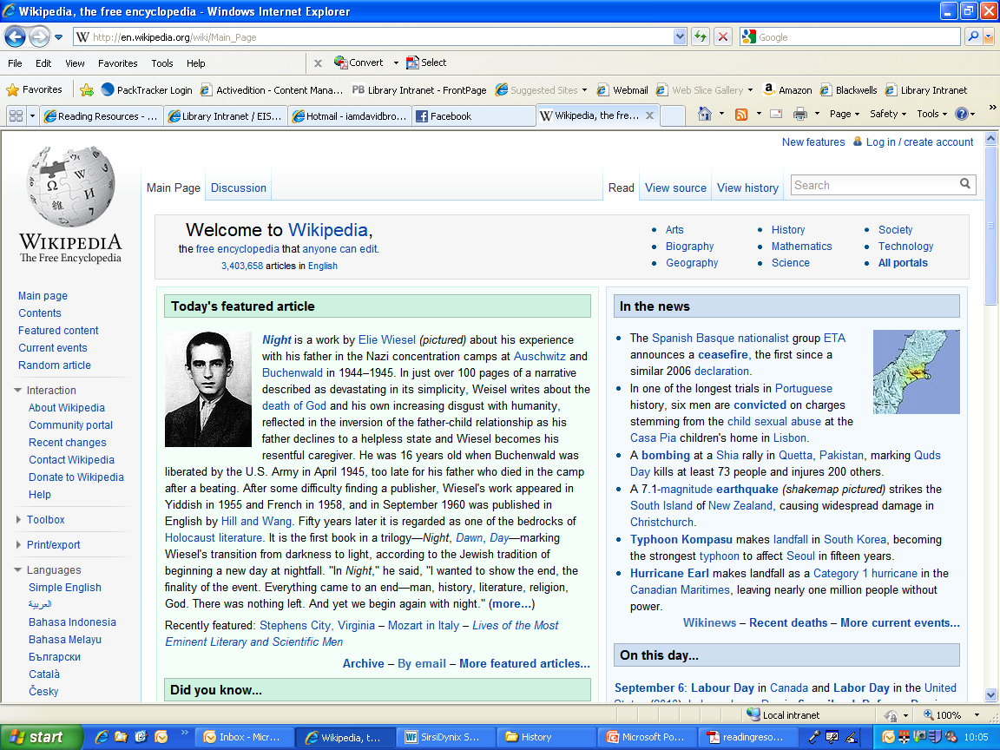 Wikipedia, the free encyclopedia - Windows Internet Explorer
http://en.wikipedia.org/wiki/Main_Page
Google
File Edit View Favorites Tools Help
x Convert Select
Favorites PackTracker Login Activedition - Content Mana... PB Library Intranet - FrontPage Suggested Sites Webmail Web Slice Gallery Amazon Blackwells Library Intranet
Reading Resources - ... Library Intranet / EIS... Hotmail - iamdavidbro... Facebook Wikipedia, the fre... Page Safety Tools
New features Log in / create account
Main Page Discussion Read View source View history Search
WIKIPEDIA
The Free Encyclopedia
Main page
Contents
Featured content
Current events
Random article
Interaction
About Wikipedia
Community portal
Recent changes
Contact Wikipedia
Donate to Wikipedia
Help
Toolbox
Print/export
Languages
Simple English
العربية
Bahasa Indonesia
Bahasa Melayu
Български
Català
Česky
Welcome to Wikipedia,
the free encyclopedia that anyone can edit.
3,403,658 articles in English
Arts History Society
Biography Mathematics Technology
Geography Science All portals
Today's featured article
Night is a work by Elie Wiesel (pictured) about his experience
with his father in the Nazi concentration camps at Auschwitz and
Buchenwald in 1944–1945. In just over 100 pages of a narrative
described as devastating in its simplicity, Weisel writes about the
death of God and his own increasing disgust with humanity,
reflected in the inversion of the father-child relationship as his
father declines to a helpless state and Wiesel becomes his
resentful caregiver. He was 16 years old when Buchenwald was
liberated by the U.S. Army in April 1945, too late for his father who died in the camp
after a beating. After some difficulty finding a publisher, Wiesel's work appeared in
Yiddish in 1955 and French in 1958, and in September 1960 was published in
English by Hill and Wang. Fifty years later it is regarded as one of the bedrocks of
Holocaust literature. It is the first book in a trilogy—Night, Dawn, Day—marking
Wiesel's transition from darkness to light, according to the Jewish tradition of
beginning a new day at nightfall. "In Night," he said, "I wanted to show the end, the
finality of the event. Everything came to an end—man, history, literature, religion,
God. There was nothing left. And yet we begin again with night." (more...)
Recently featured: Stephens City, Virginia – Mozart in Italy – Lives of the Most
Eminent Literary and Scientific Men
Archive – By email – More featured articles...
Did you know...
In the news
The Spanish Basque nationalist group ETA
announces a ceasefire, the first since a
similar 2006 declaration.
In one of the longest trials in Portuguese
history, six men are convicted on charges
stemming from the child sexual abuse at the
Casa Pia children's home in Lisbon.
A bombing at a Shia rally in Quetta, Pakistan, marking Quds
Day kills at least 73 people and injures 200 others.
A 7.1-magnitude earthquake (shakemap pictured) strikes the
South Island of New Zealand, causing widespread damage in
Christchurch.
Typhoon Kompasu makes landfall in South Korea, becoming
the strongest typhoon to affect Seoul in fifteen years.
Hurricane Earl makes landfall as a Category 1 hurricane in the
Canadian Maritimes, leaving nearly one million people without
power.
Wikinews – Recent deaths – More current events...
On this day...
September 6: Labour Day in Canada and Labor Day in the United
Local intranet 100%
start Inbox - Micr... Wikipedia, t... SirsiDynix S... History Microsoft Po... readingreso... 10:05